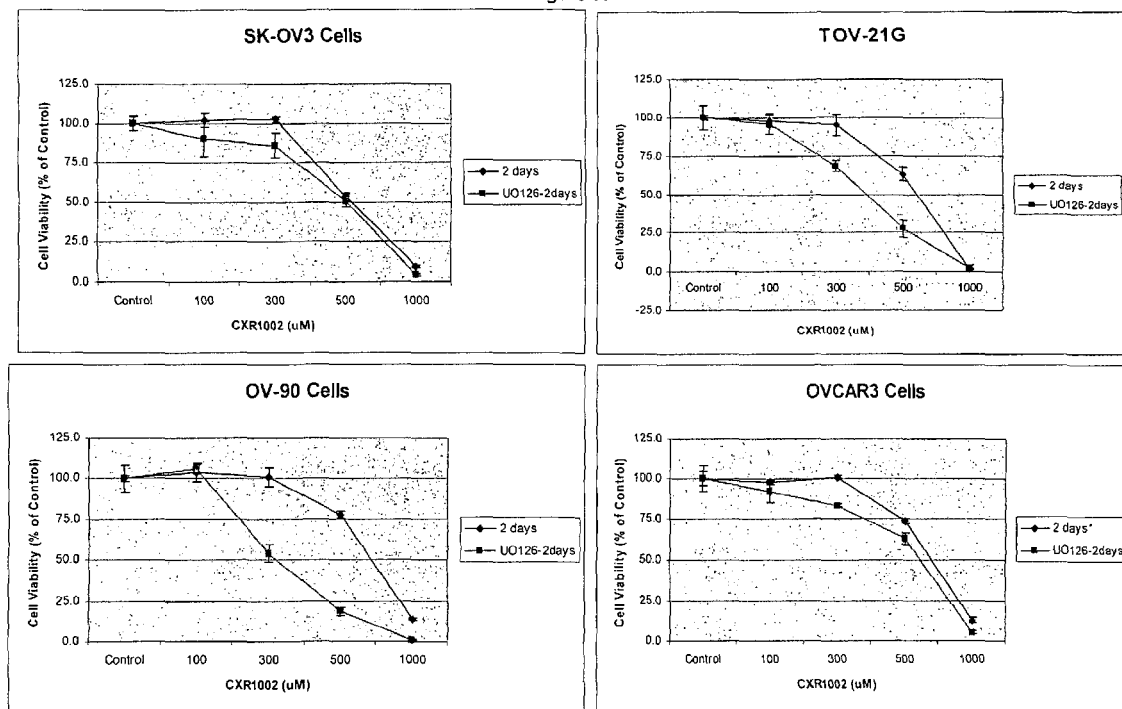 SK-OV3 Cells
Cell Viability (% of Control)
125.0
100.0
75.0
50.0
25.0
0.0
Control 100 300 500 1000
CXR1002 (uM)
2 days
UO126-2days
TOV-21G
Cell Viability (% of Control)
125.0
100.0
75.0
50.0
25.0
0.0
-25.0
Control 100 300 500 1000
CXR1002 (uM)
2 days
UO126-2days
OV-90 Cells
Cell Viability (% of Control)
125.0
100.0
75.0
50.0
25.0
0.0
Control 100 300 500 1000
CXR1002 (uM)
2 days
UO126-2days
OVCAR3 Cells
Cell Viability (% of Control)
125.0
100.0
75.0
50.0
25.0
0.0
Control 100 300 500 1000
CXR1002 (uM)
2 days*
UO126-2days